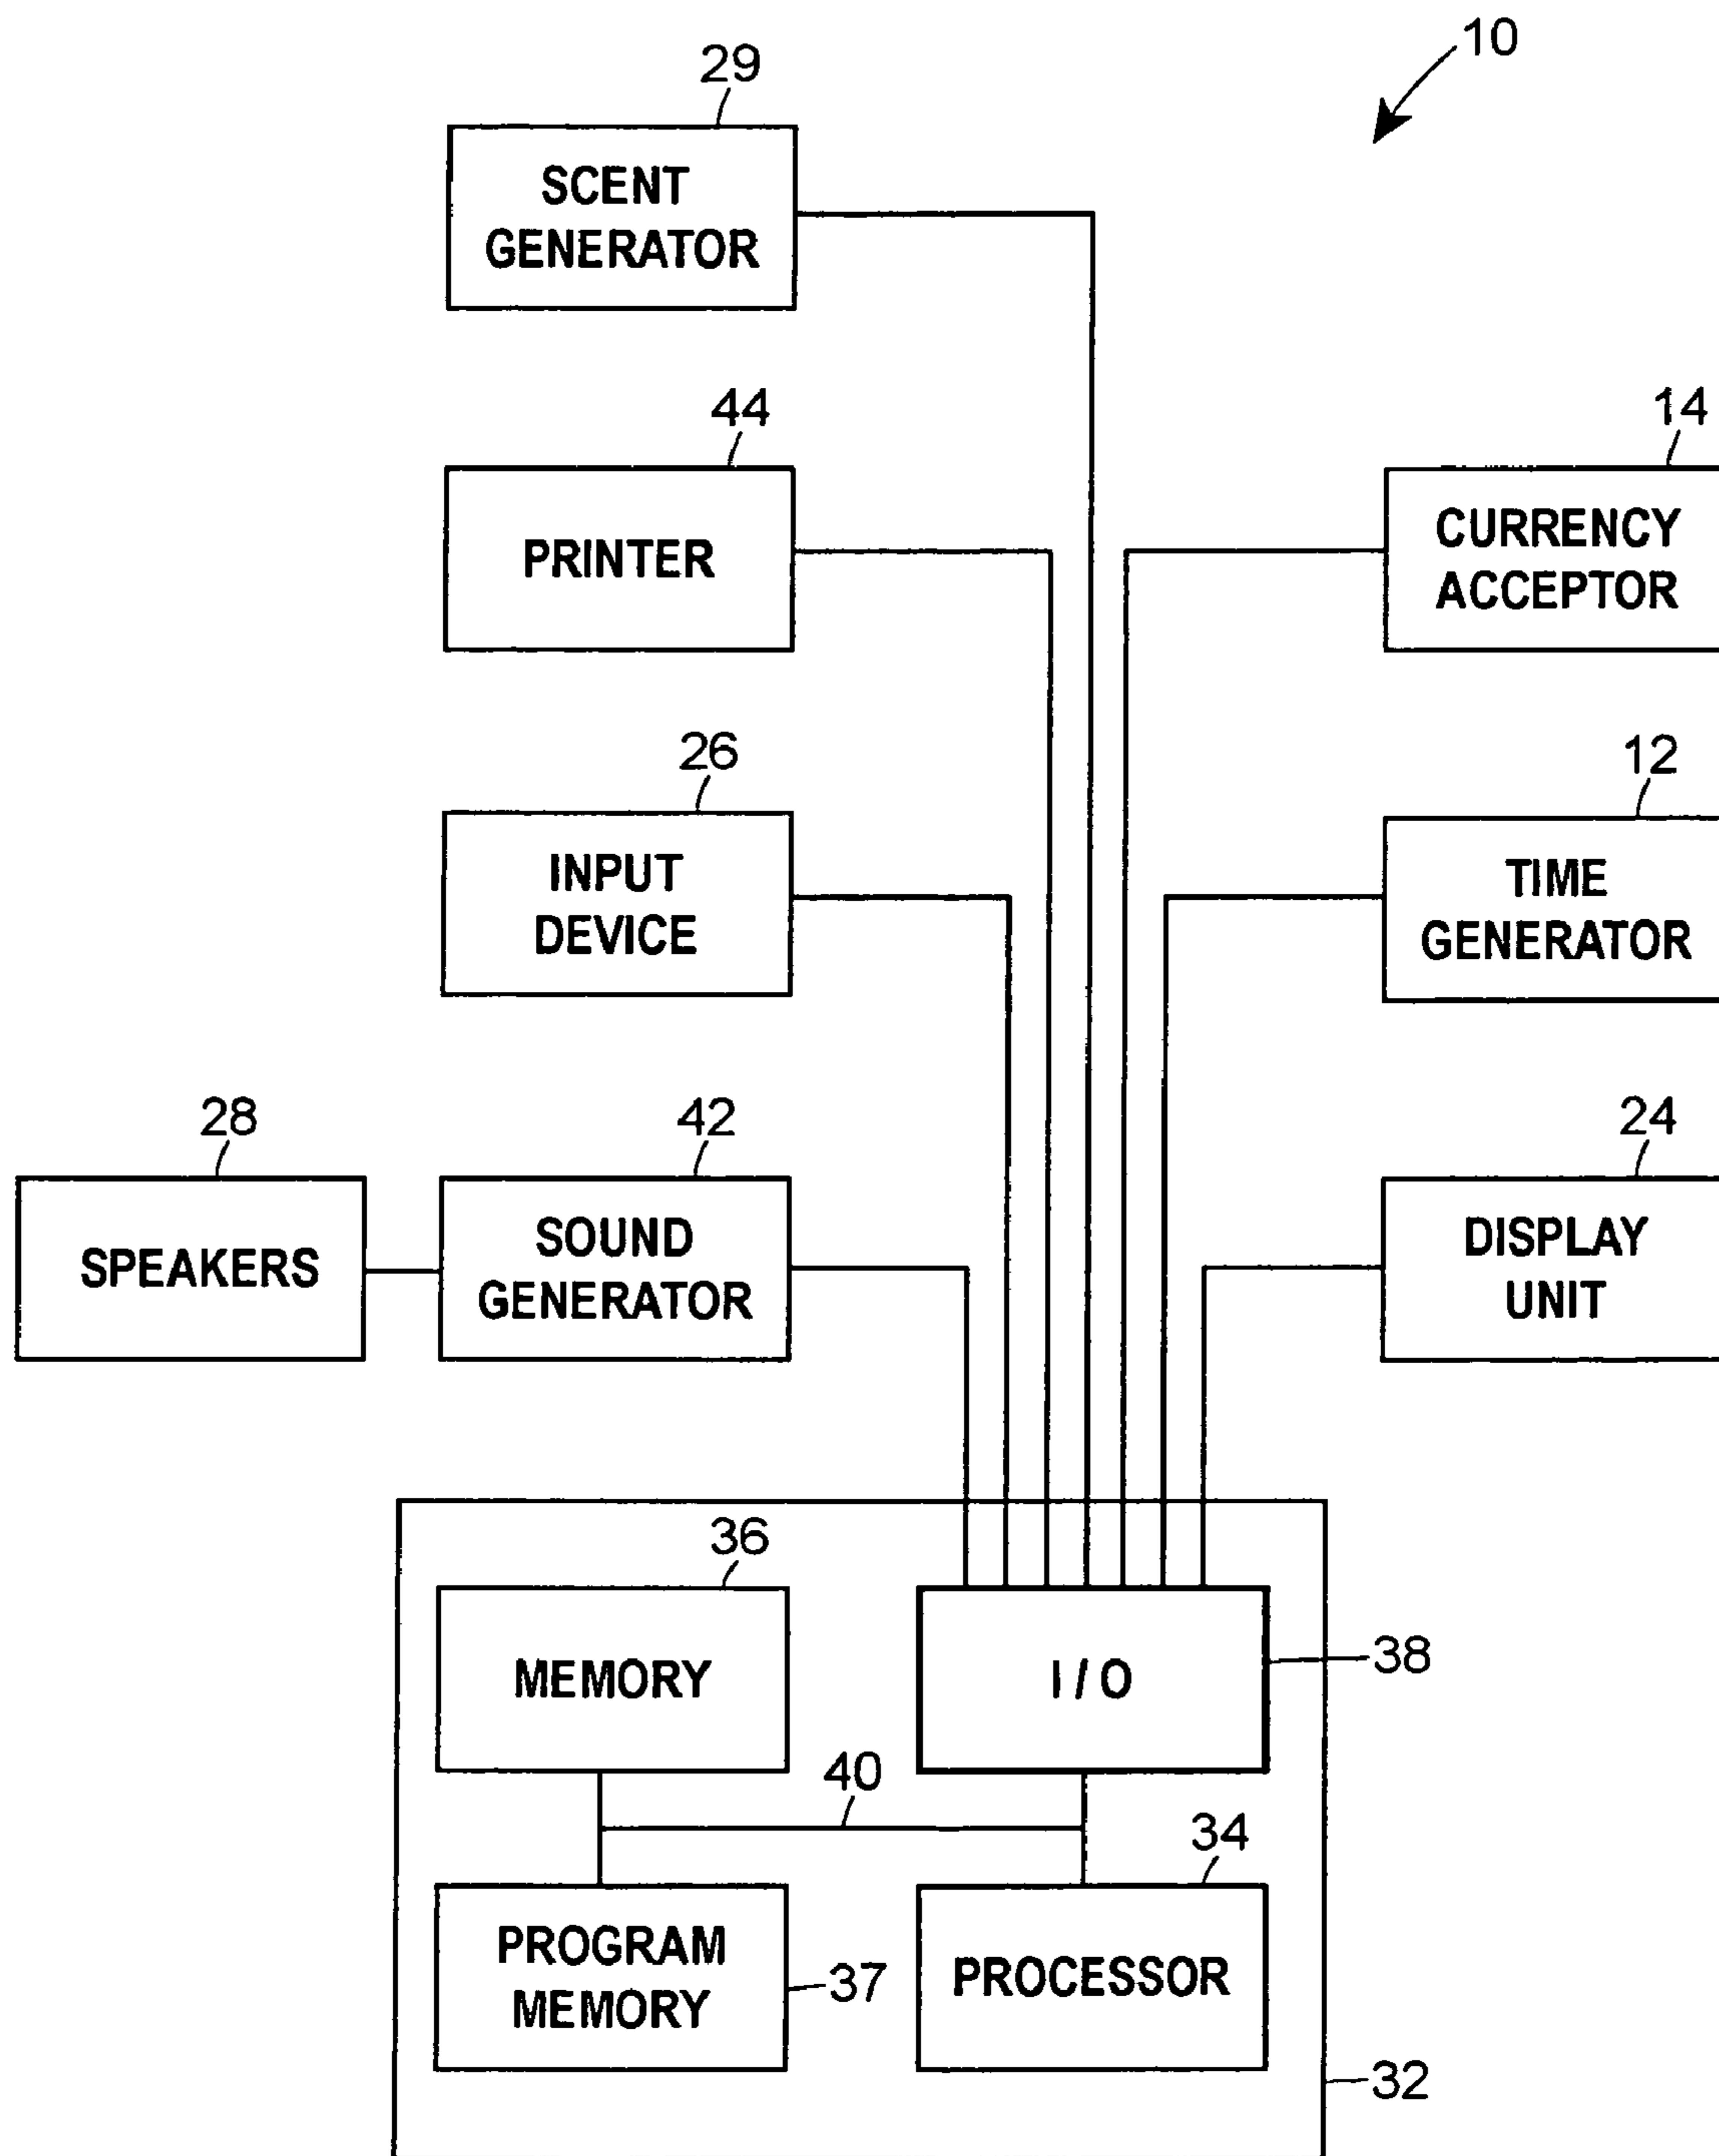 10
29
SCENT
GENERATOR
44
PRINTER
14
CURRENCY
ACCEPTOR
26
INPUT
DEVICE
12
TIME
GENERATOR
28
SPEAKERS
42
SOUND
GENERATOR
24
DISPLAY
UNIT
36
MEMORY
I / O
38
40
34
PROGRAM
MEMORY
37
PROCESSOR
32